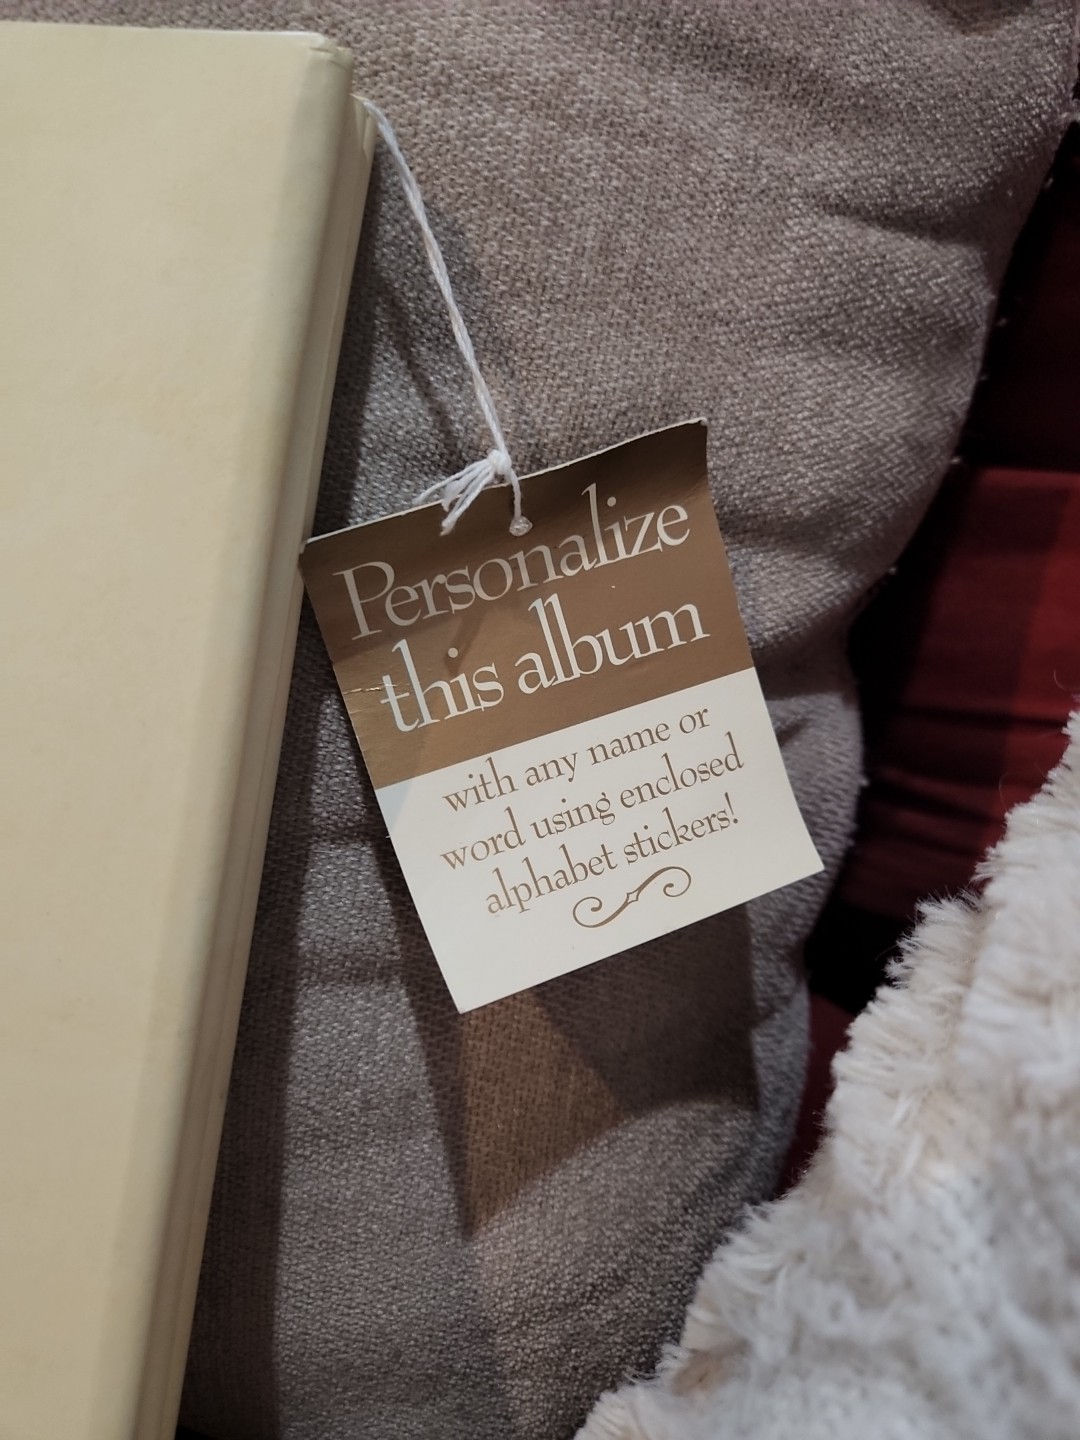 Personalize
this album
with any name or
word using enclosed
alphabet stickers!